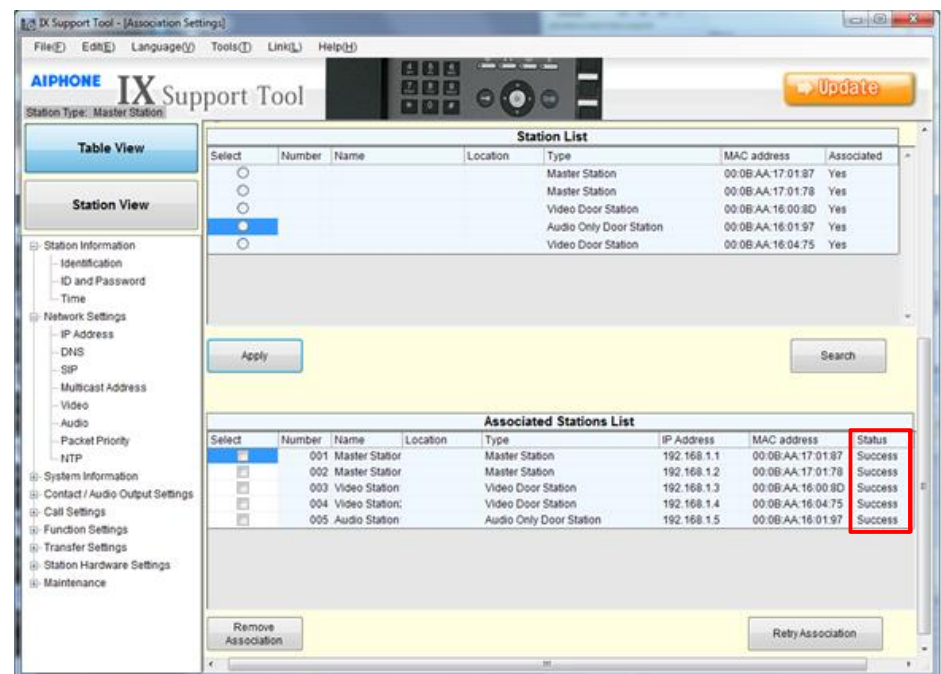 IX Support Tool - [Association Settings]
File(F) Edit(E) Language(V) Tools(T) Link(L) Help(H)
AIPHONE IX Support Tool
Update
Station Type: Master Station
Table View
Station View
Station Information
Identification
ID and Password
Time
Network Settings
IP Address
DNS
SIP
Multicast Address
Video
Audio
Packet Priority
NTP
System Information
Contact / Audio Output Settings
Call Settings
Function Settings
Transfer Settings
Station Hardware Settings
Maintenance
Station List
Select Number Name Location Type MAC address Associated
Master Station 00:0B:AA:17:01:87 Yes
Master Station 00:0B:AA:17:01:78 Yes
Video Door Station 00:0B:AA:16:00:8D Yes
Audio Only Door Station 00:0B:AA:16:01:97 Yes
Video Door Station 00:0B:AA:16:04:75 Yes
Apply
Search
Associated Stations List
Select Number Name Location Type IP Address MAC address Status
001 Master Station Master Station 192.168.1.1 00:0B:AA:17:01:87 Success
002 Master Station Master Station 192.168.1.2 00:0B:AA:17:01:78 Success
003 Video Station Video Door Station 192.168.1.3 00:0B:AA:16:00:8D Success
004 Video Station: Video Door Station 192.168.1.4 00:0B:AA:16:04:75 Success
005 Audio Station Audio Only Door Station 192.168.1.5 00:0B:AA:16:01:97 Success
Remove
Association
Retry Association